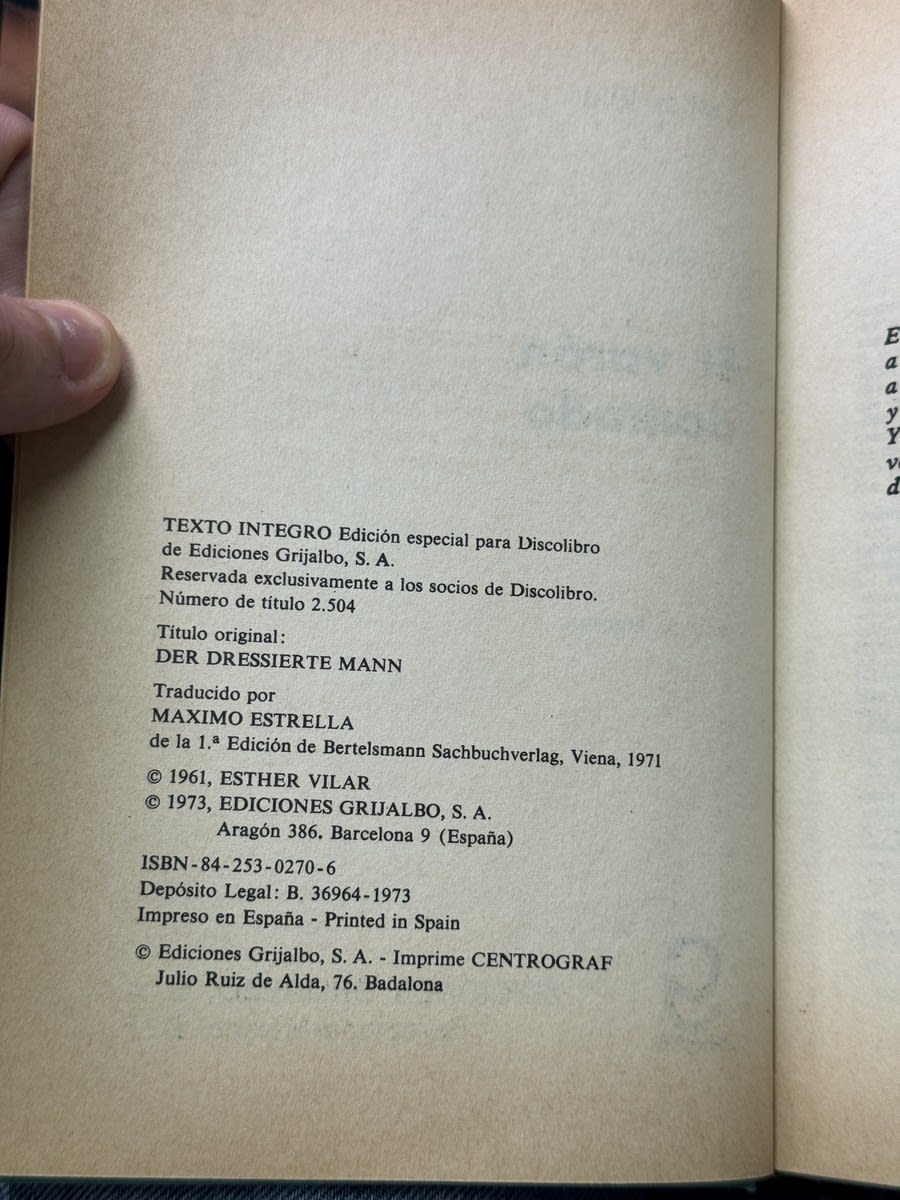 TEXTO INTEGRO Edición especial para Discolibro
de Ediciones Grijalbo, S. A.
Reservada exclusivamente a los socios de Discolibro.
Número de título 2.504
Título original:
DER DRESSIERTE MANN
Traducido por
MAXIMO ESTRELLA
de la 1.ª Edición de Bertelsmann Sachbuchverlag, Viena, 1971
© 1961, ESTHER VILAR
© 1973, EDICIONES GRIJALBO, S. A.
Aragón 386. Barcelona 9 (España)
ISBN-84-253-0270-6
Depósito Legal: B. 36964-1973
Impreso en España - Printed in Spain
© Ediciones Grijalbo, S. A. - Imprime CENTROGRAF
Julio Ruiz de Alda, 76. Badalona